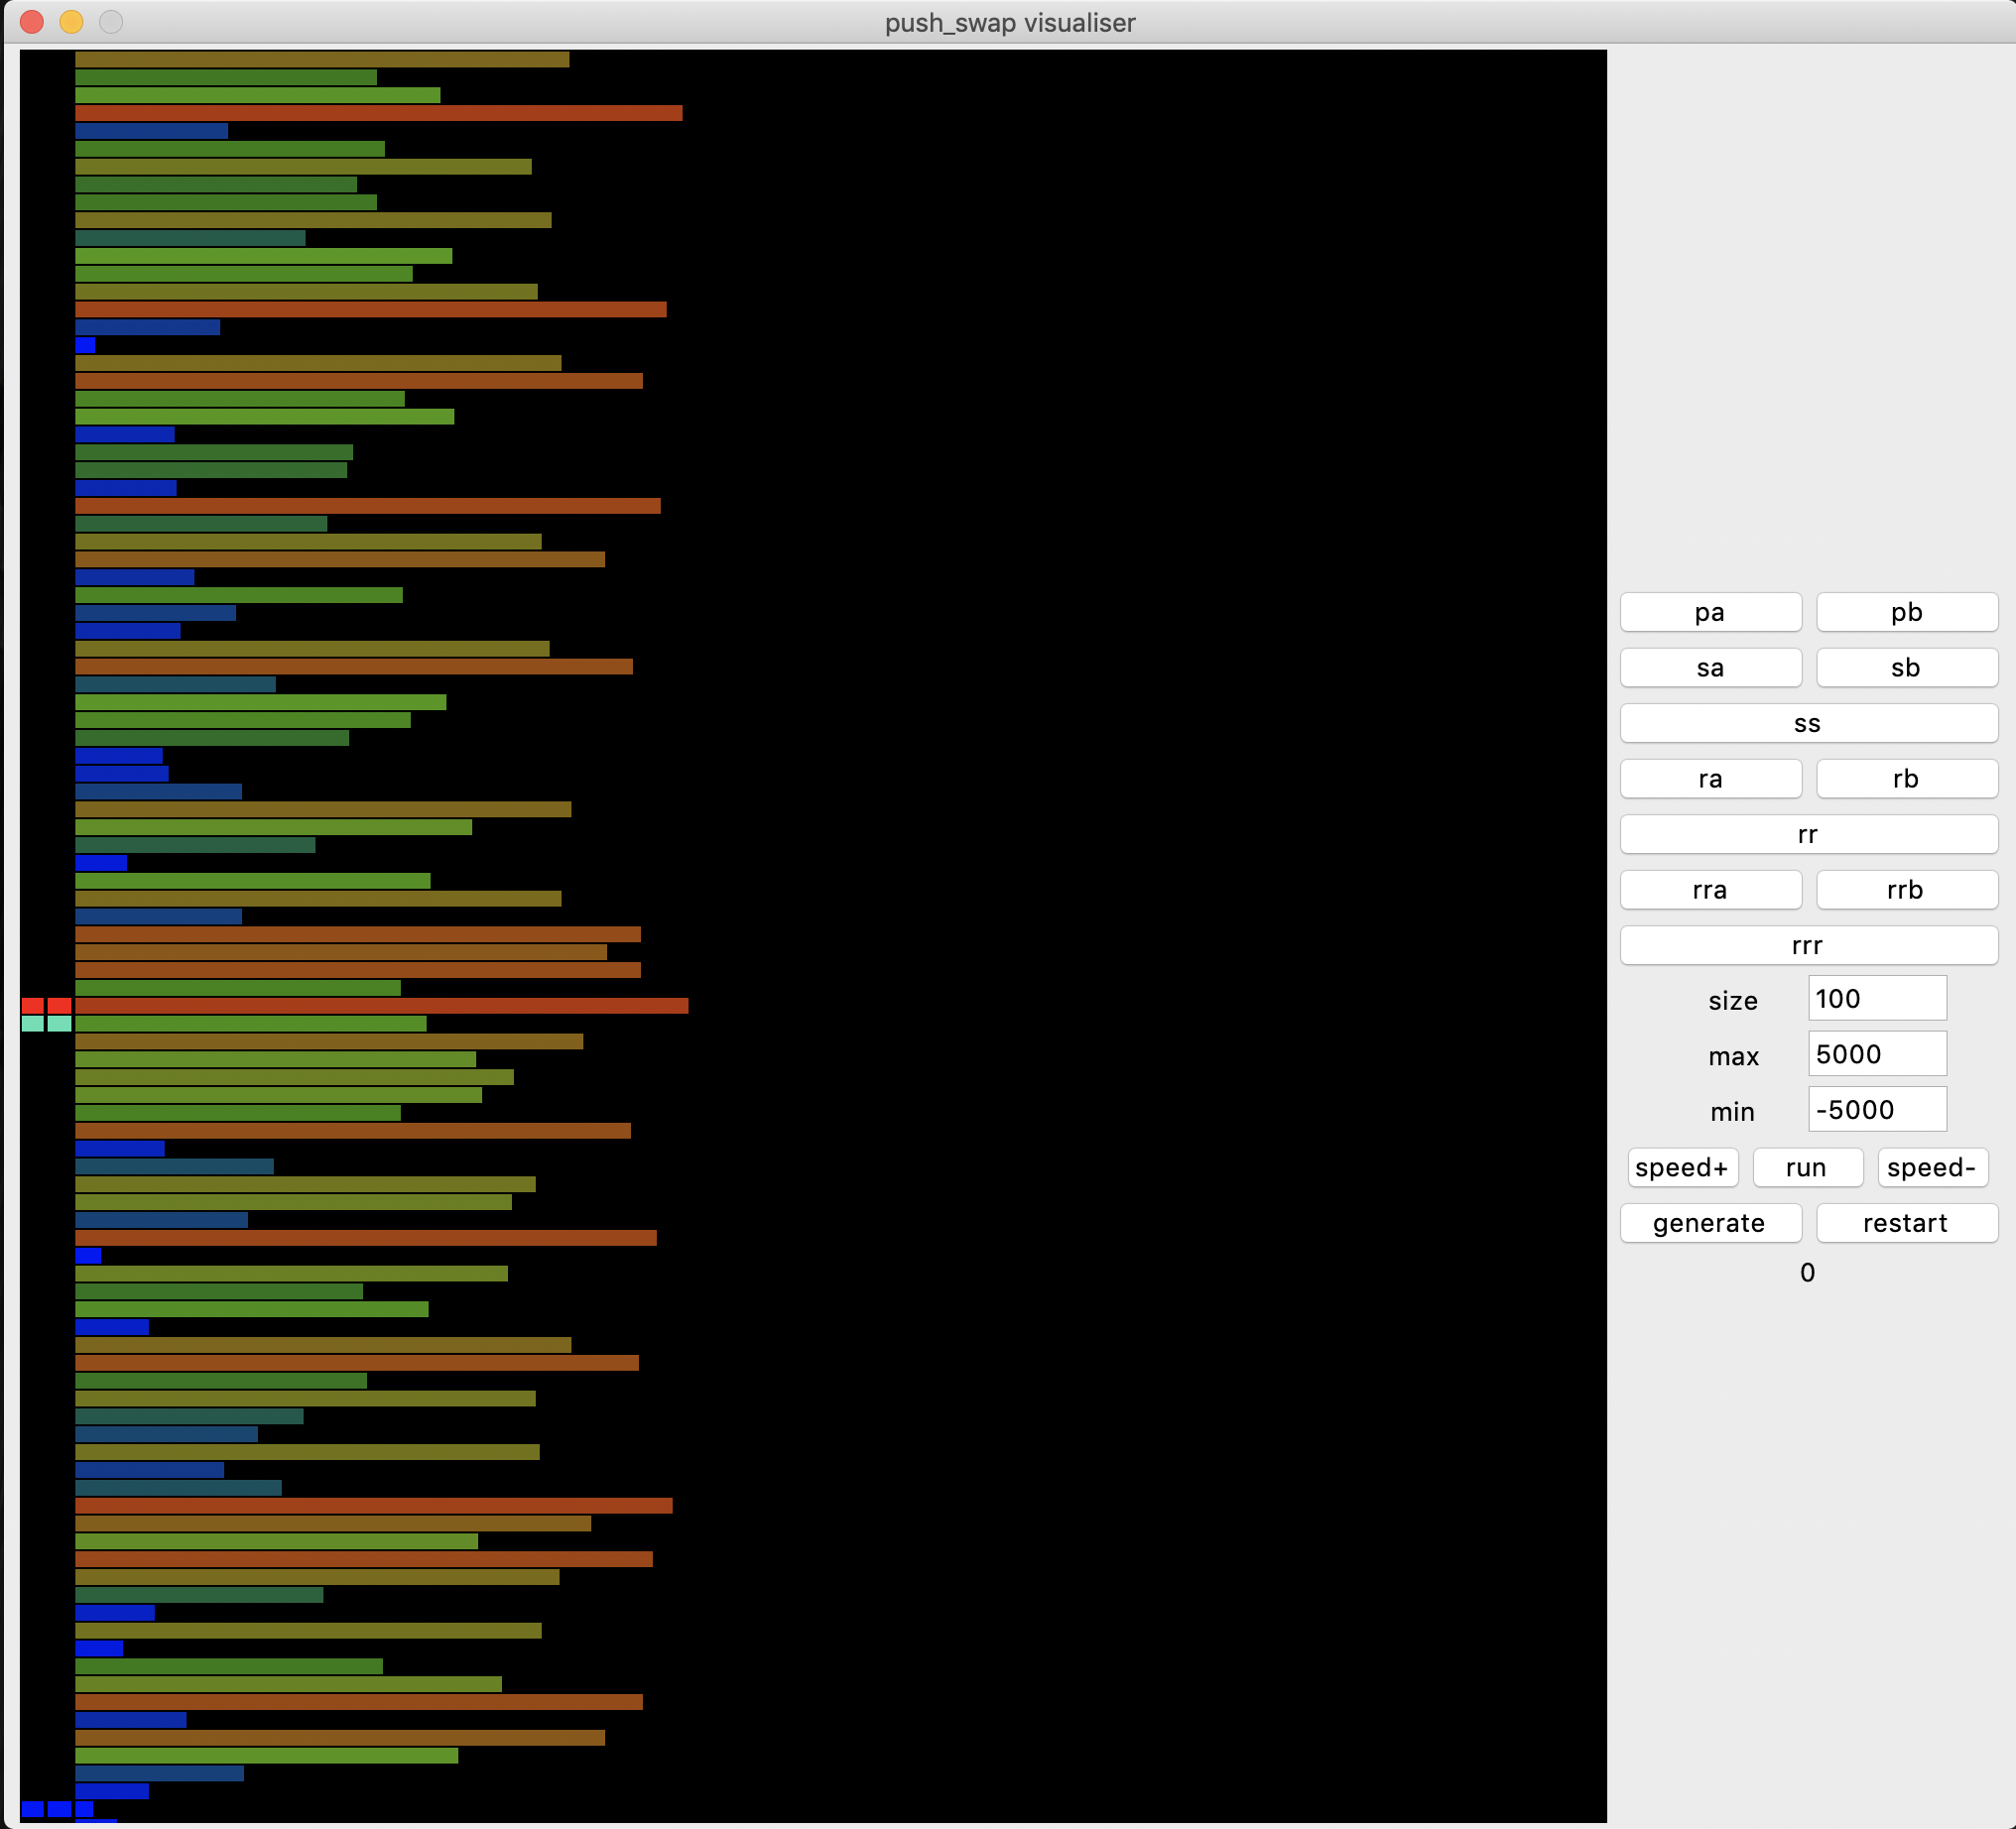 push_swap visualiser
pa pb
sa sb
ss
ra rb
rr
rra rrb
rrr
size 100
max 5000
min -5000
speed+ run speed-
generate restart
0